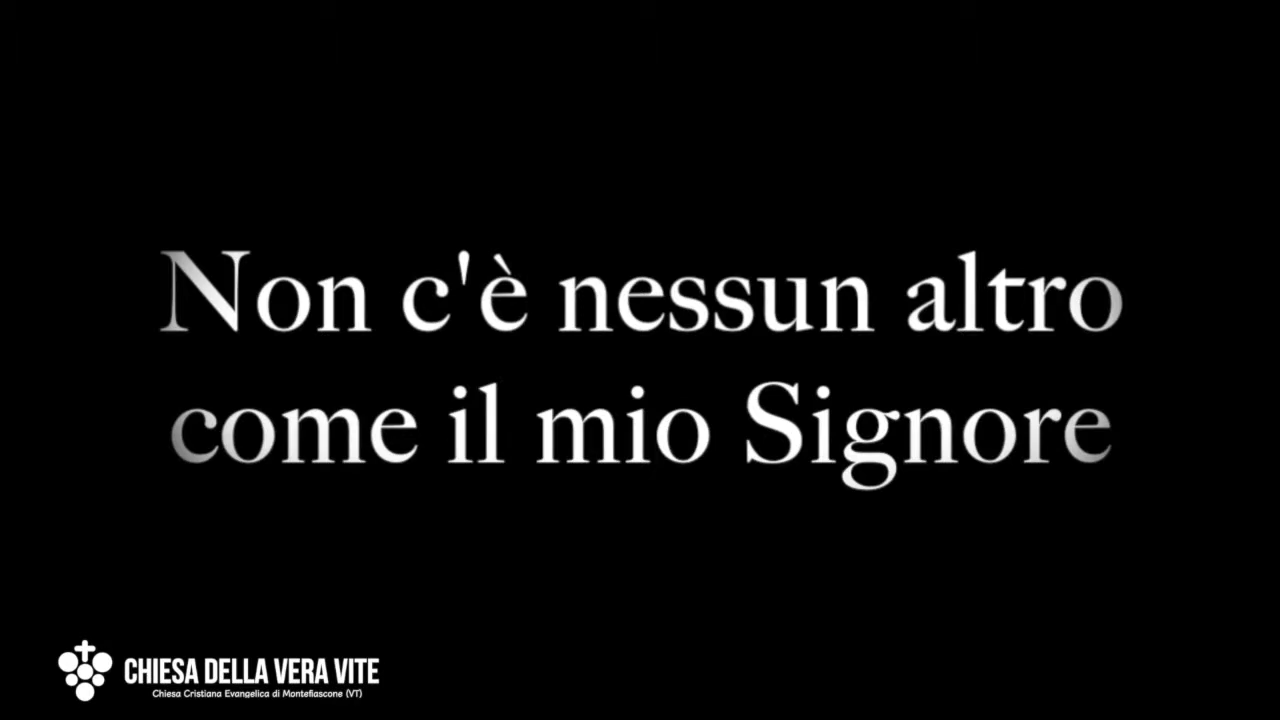 Non c'è nessun altro
come il mio Signore
CHIESA DELLA VERA VITE
Chiesa Cristiana Evangelica di Montefiascone (VT)